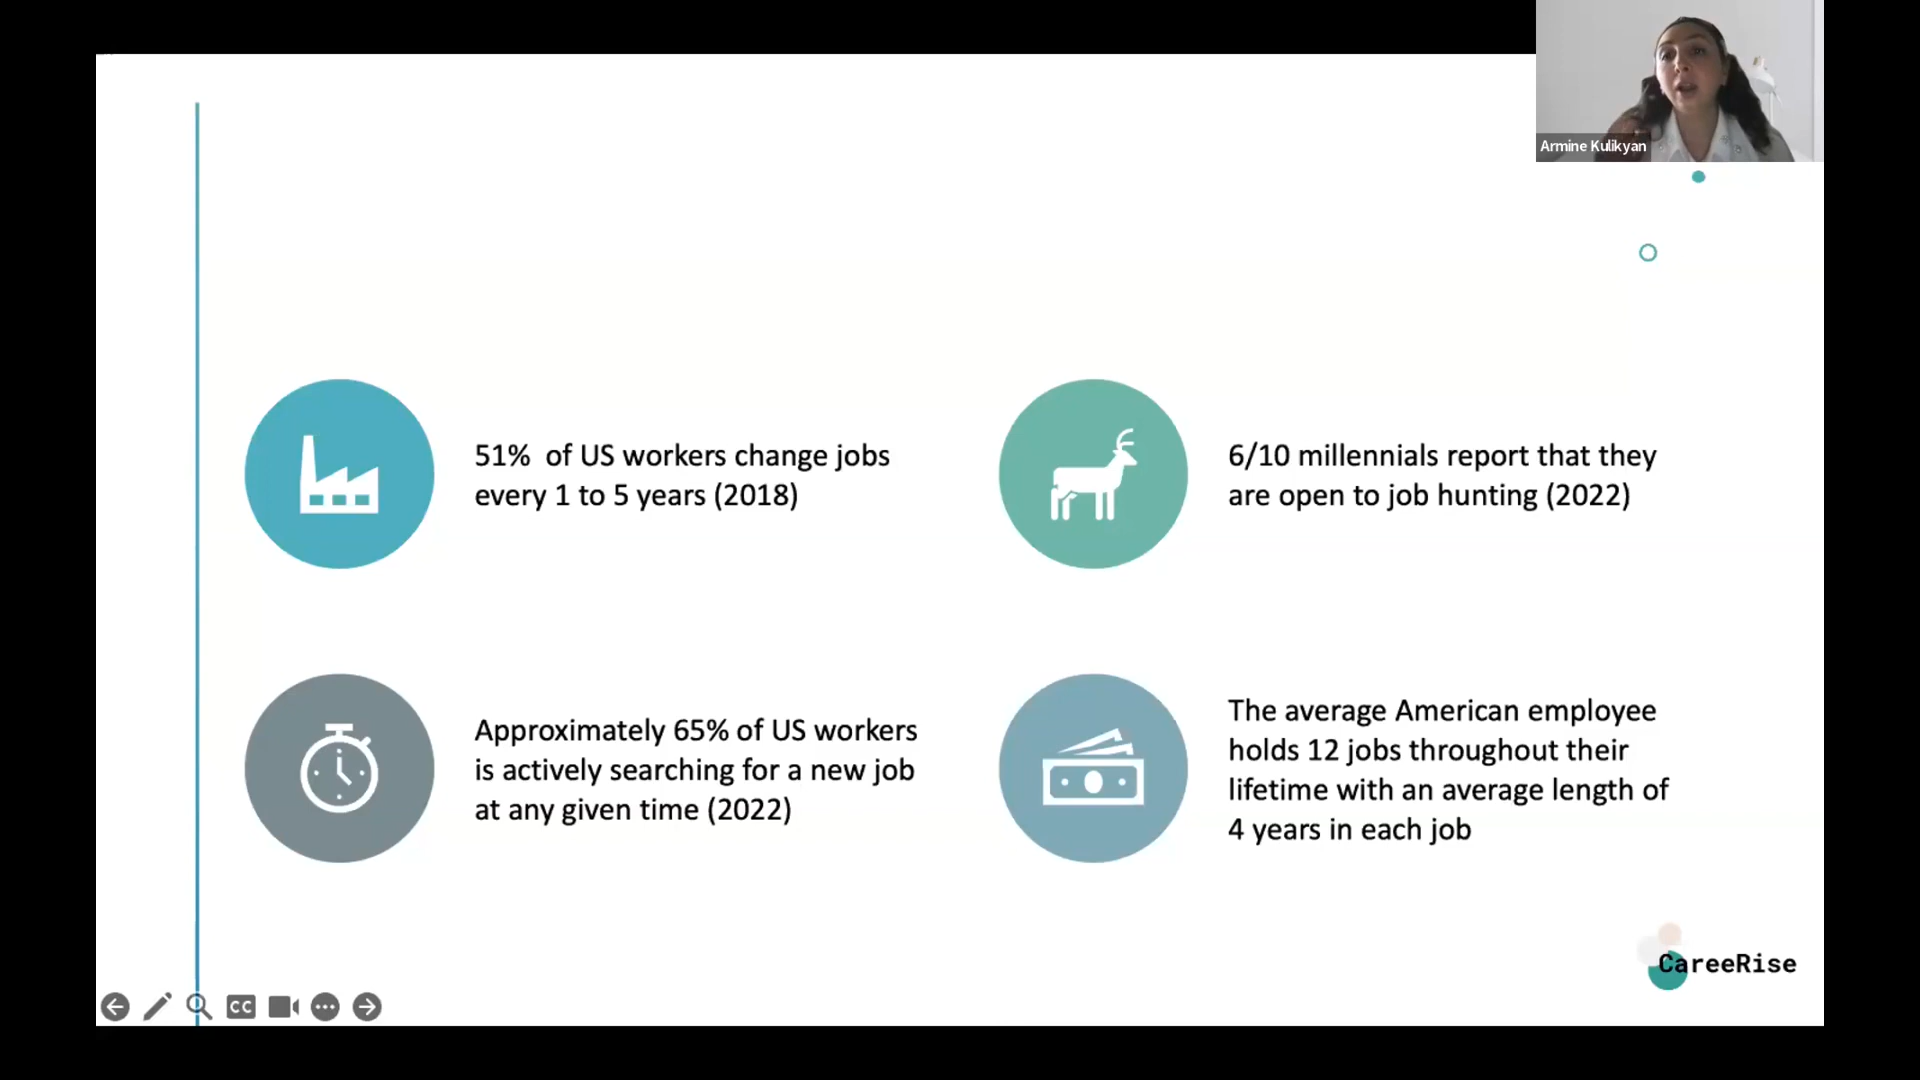 Armine Kulikyan
51%  of US workers change jobs
every 1 to 5 years (2018)
6/10 millennials report that they
are open to job hunting (2022)
Approximately 65% of US workers
is actively searching for a new job
at any given time (2022)
The average American employee
holds 12 jobs throughout their
lifetime with an average length of
4 years in each job
CareeRise
CC